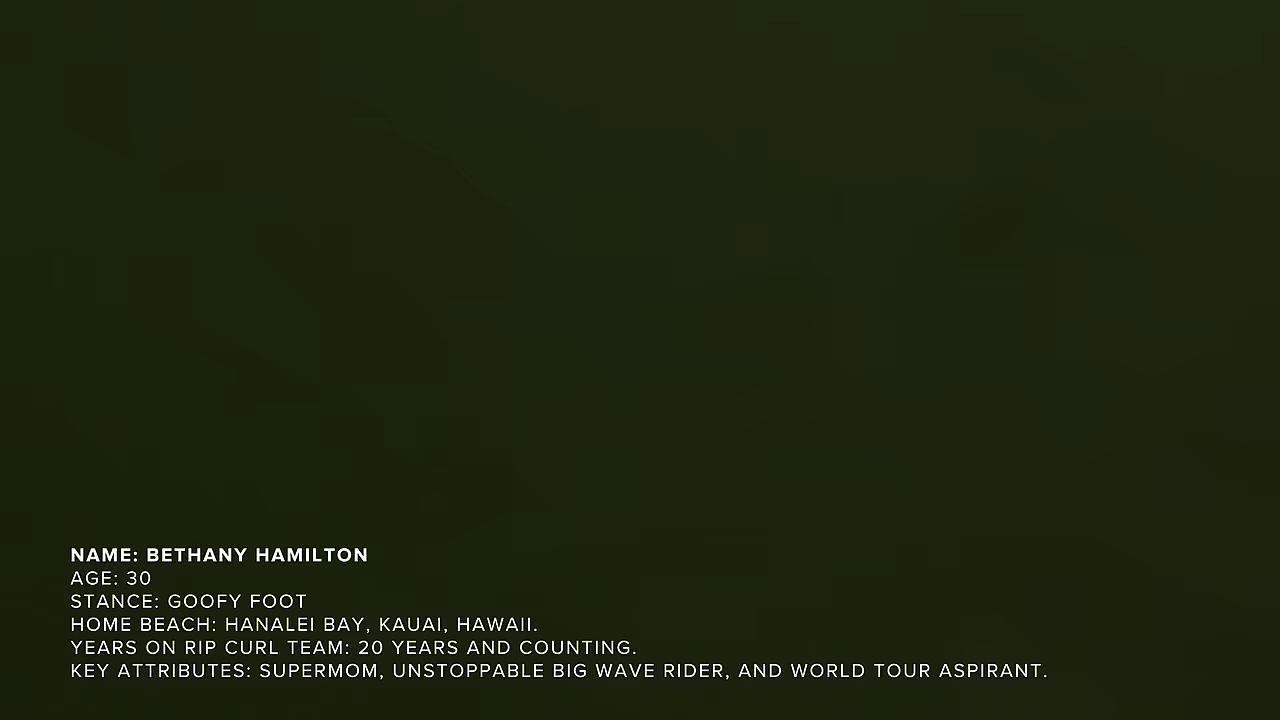 NAME: BETHANY HAMILTON
AGE: 30
STANCE: GOOFY FOOT
HOME BEACH: HANALEI BAY, KAUAI, HAWAII.
YEARS ON RIP CURL TEAM: 20 YEARS AND COUNTING.
KEY ATTRIBUTES: SUPERMOM, UNSTOPPABLE BIG WAVE RIDER, AND WORLD TOUR ASPIRANT.